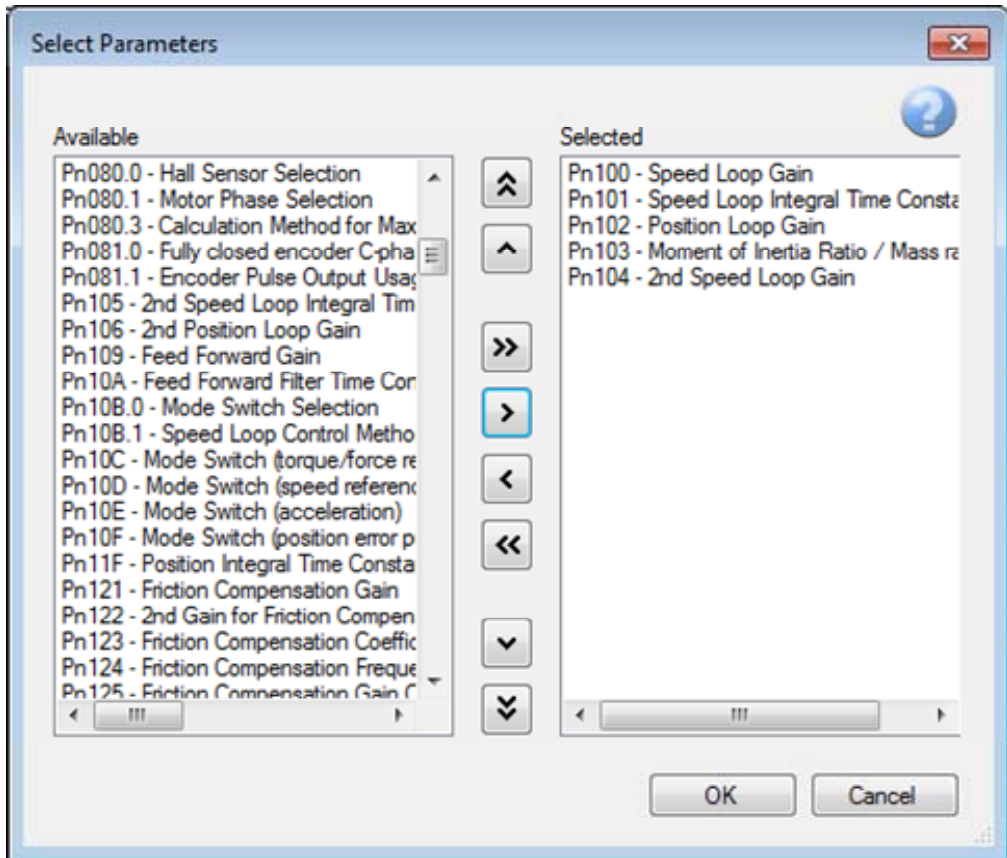 Select Parameters
Available
Pn080.0 - Hall Sensor Selection
Pn080.1 - Motor Phase Selection
Pn080.3 - Calculation Method for Max
Pn081.0 - Fully closed encoder C-pha
Pn081.1 - Encoder Pulse Output Usag
Pn105 - 2nd Speed Loop Integral Tim
Pn106 - 2nd Position Loop Gain
Pn109 - Feed Forward Gain
Pn10A - Feed Forward Filter Time Con
Pn10B.0 - Mode Switch Selection
Pn10B.1 - Speed Loop Control Metho
Pn10C - Mode Switch (torque/force re
Pn10D - Mode Switch (speed referenc
Pn10E - Mode Switch (acceleration)
Pn10F - Mode Switch (position error p
Pn11F - Position Integral Time Consta
Pn121 - Friction Compensation Gain
Pn122 - 2nd Gain for Friction Compen
Pn123 - Friction Compensation Coeffic
Pn124 - Friction Compensation Freque
Pn125 - Friction Compensation Gain C
Selected
Pn100 - Speed Loop Gain
Pn101 - Speed Loop Integral Time Consta
Pn102 - Position Loop Gain
Pn103 - Moment of Inertia Ratio / Mass ra
Pn104 - 2nd Speed Loop Gain
OK
Cancel